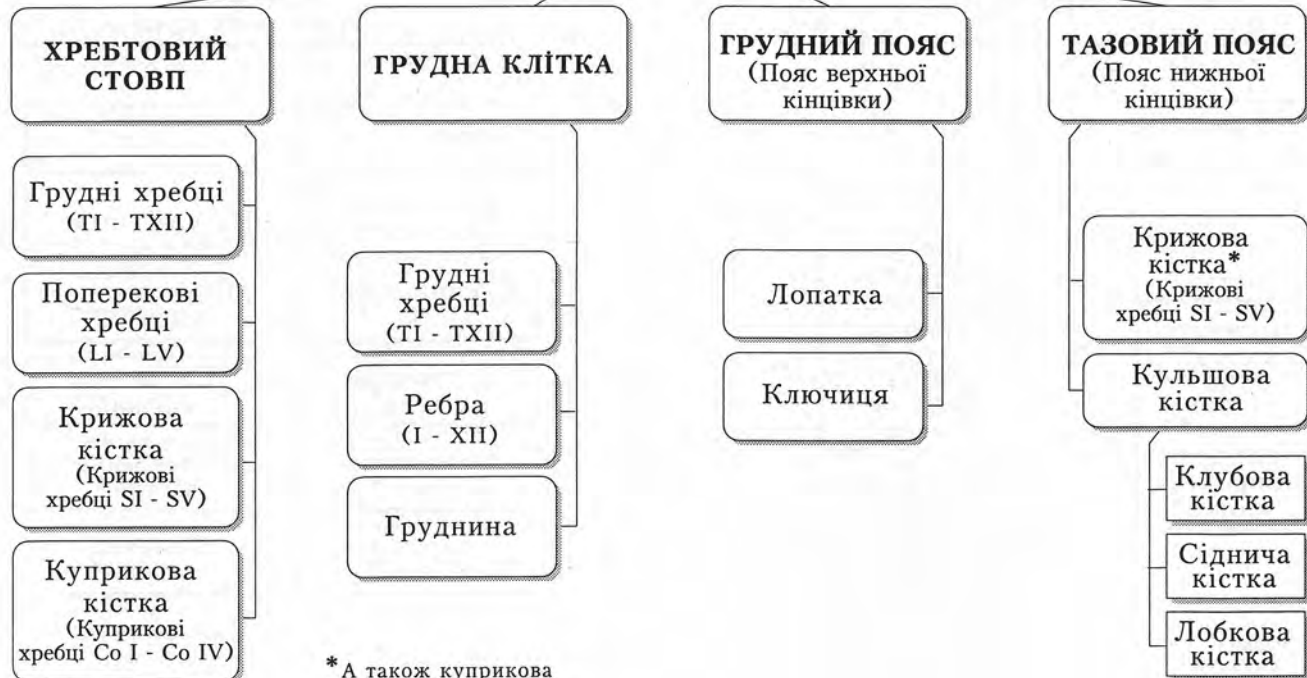 ХРЕБТОВИЙ
СТОВП
Грудні хребці
(TI - TXII)
Поперекові
хребці
(LI - LV)
Крижова
кістка
(Крижові
хребці SI - SV)
Куприкова
кістка
(Куприкові
хребці Co I - Co IV)
ГРУДНА КЛІТКА
Грудні
хребці
(TI - TXII)
Ребра
(I - XII)
Груднина
ГРУДНИЙ ПОЯС
(Пояс верхньої
кінцівки)
Лопатка
Ключиця
ТАЗОВИЙ ПОЯС
(Пояс нижньої
кінцівки)
Крижова
кістка*
(Крижові
хребці SI - SV)
Кульшова
кістка
Клубова
кістка
Сіднича
кістка
Лобкова
кістка
*А також куприкова